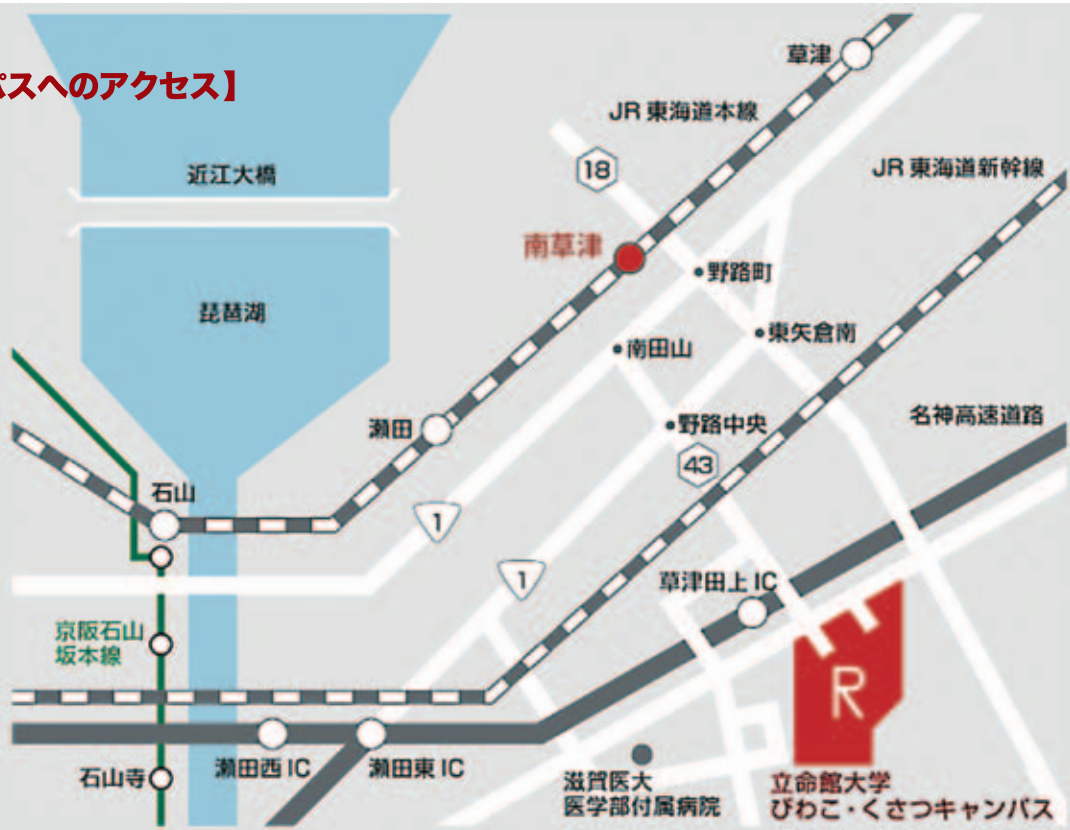 パスへのアクセス】
草津
JR 東海道本線
18
JR 東海道新幹線
近江大橋
南草津
野路町
琵琶湖
東矢倉南
南田山
瀬田
野路中央
名神高速道路
43
石山
1
1
草津田上 IC
京阪石山
坂本線
R
瀬田西 IC
瀬田東 IC
石山寺
滋賀医大
医学部付属病院
立命館大学
びわこ・くさつキャンパス